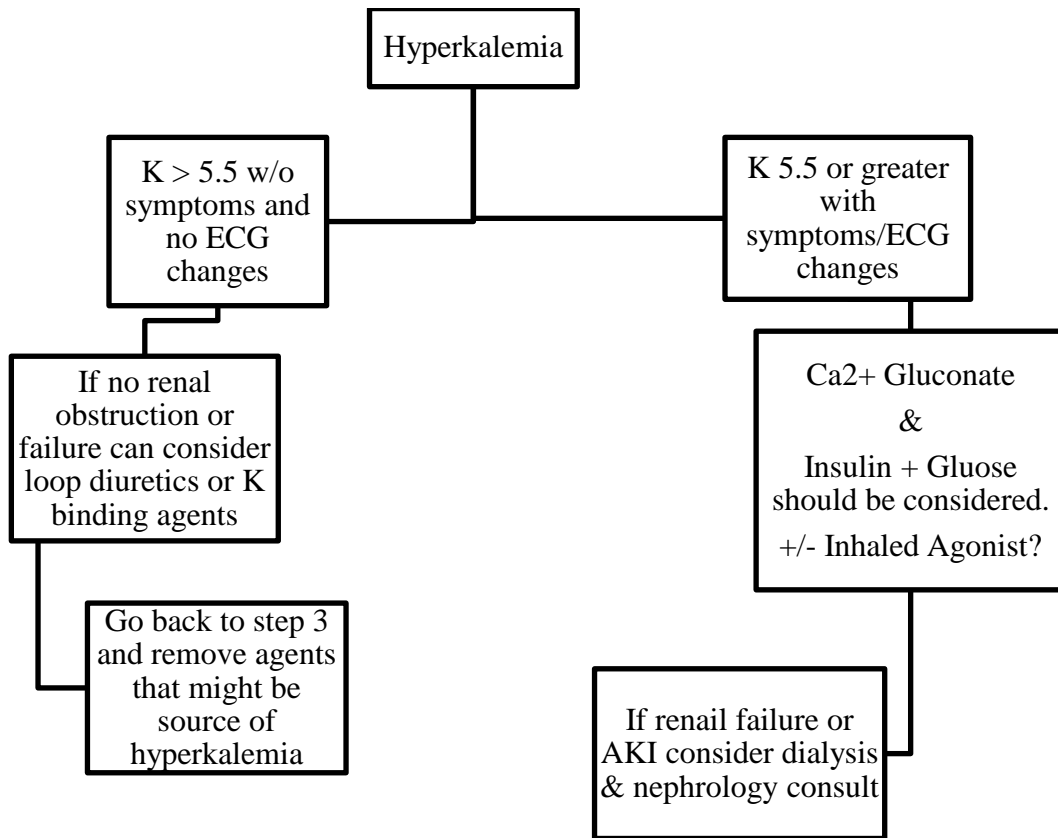 Hyperkalemia
K > 5.5 w/o
symptoms and
no ECG
changes
K 5.5 or greater
with
symptoms/ECG
changes
If no renal
obstruction or
failure can consider
loop diuretics or K
binding agents
Ca2+ Gluconate
&
Insulin + Gluose
should be considered.
+/- Inhaled Agonist?
Go back to step 3
and remove agents
that might be
source of
hyperkalemia
If renail failure or
AKI consider dialysis
& nephrology consult